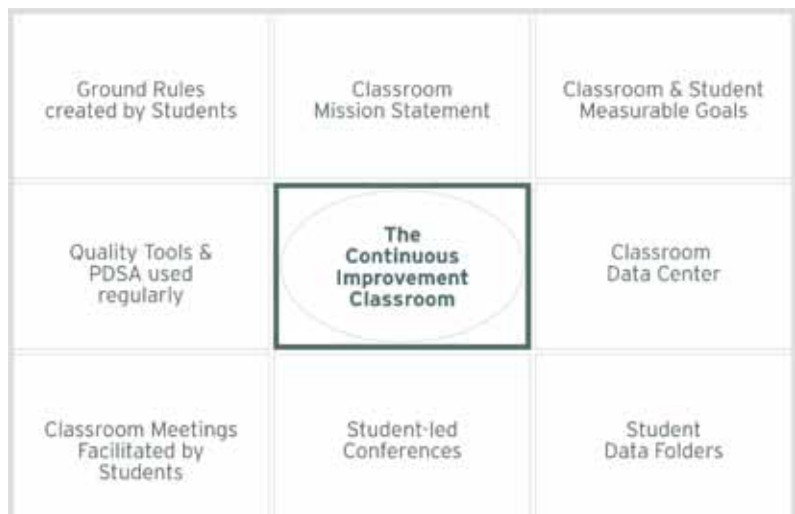 Ground Rules
created by Students
Classroom
Mission Statement
Classroom & Student
Measurable Goals
Quality Tools &
PDSA used
regularly
The
Continuous
Improvement
Classroom
Classroom
Data Center
Classroom Meetings
Facilitated by
Students
Student-led
Conferences
Student
Data Folders